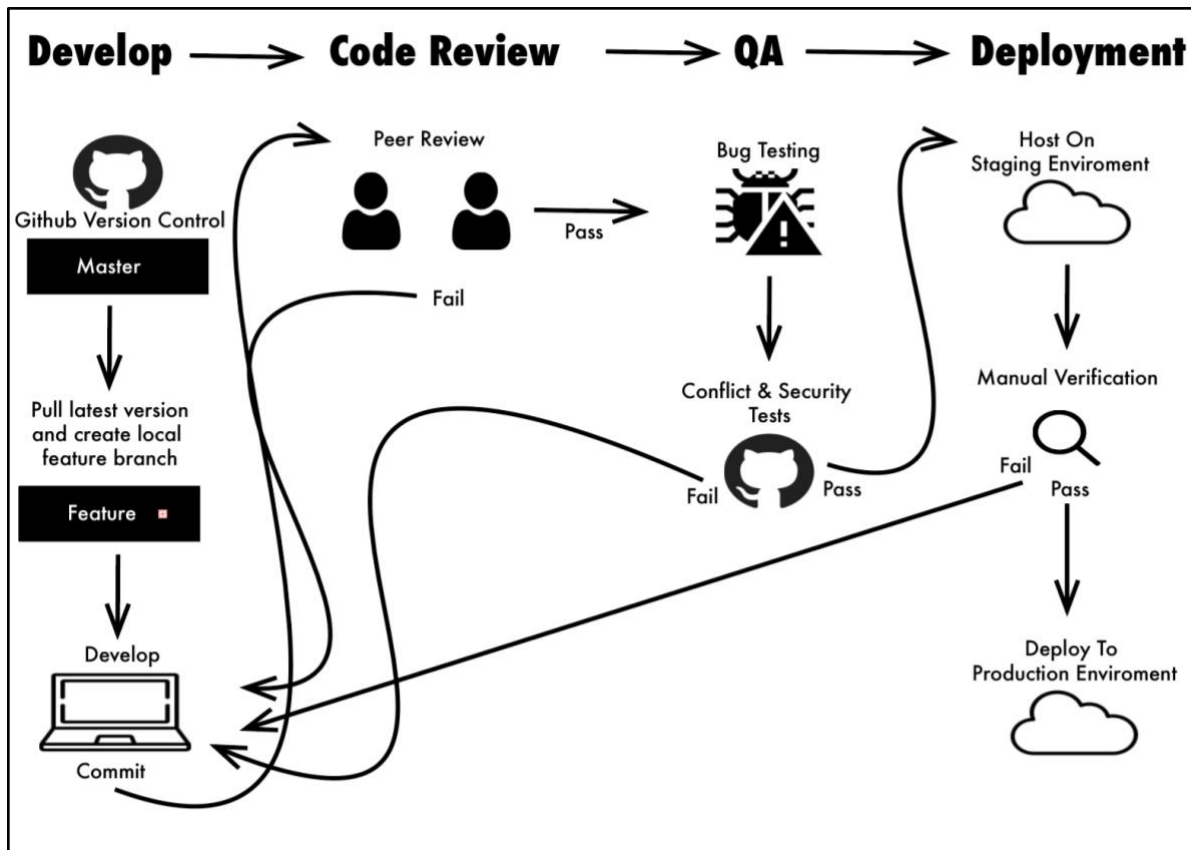 Develop
Code Review
QA
Deployment
Github Version Control
Master
Pull latest version
and create local
feature branch
Feature
Develop
Commit
Peer Review
Pass
Fail
Bug Testing
Conflict & Security
Tests
Fail
Pass
Host On
Staging Enviroment
Manual Verification
Fail
Pass
Deploy To
Production Enviroment